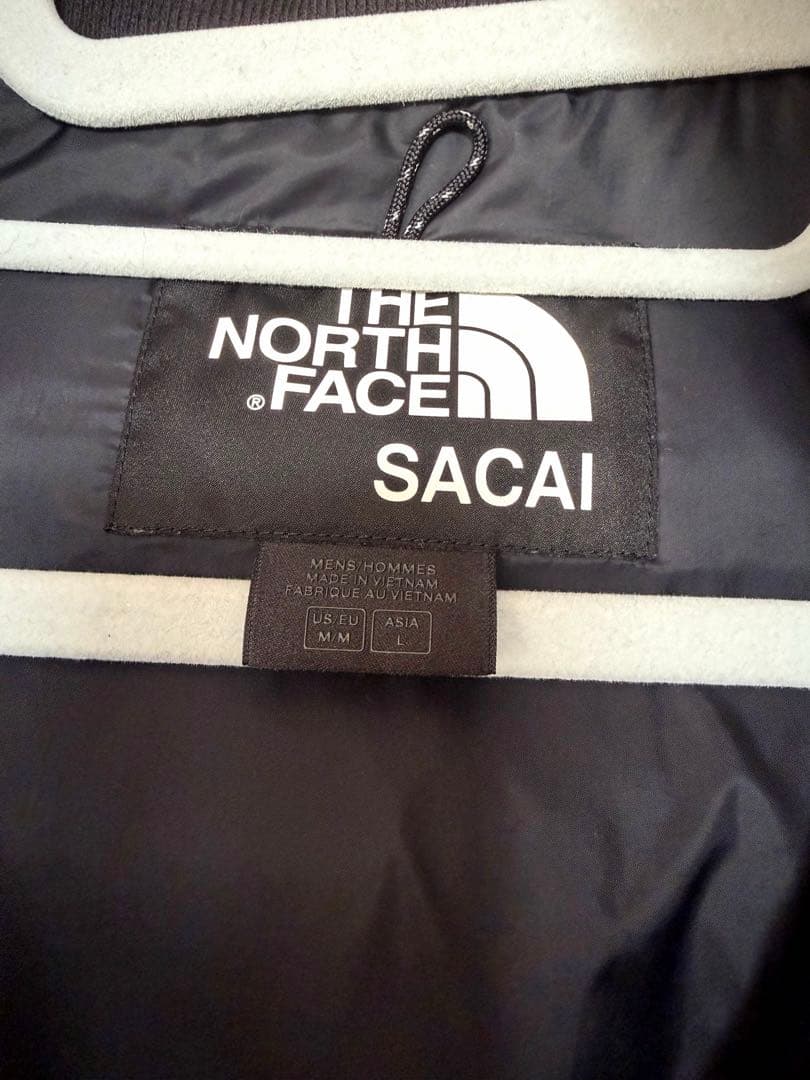 THE
NORTH
FACE
®
SACAI
MENS/HOMMES
MADE IN VIETNAM
FABRIQUE AU VIETNAM
US/EU ASIA
M/M L